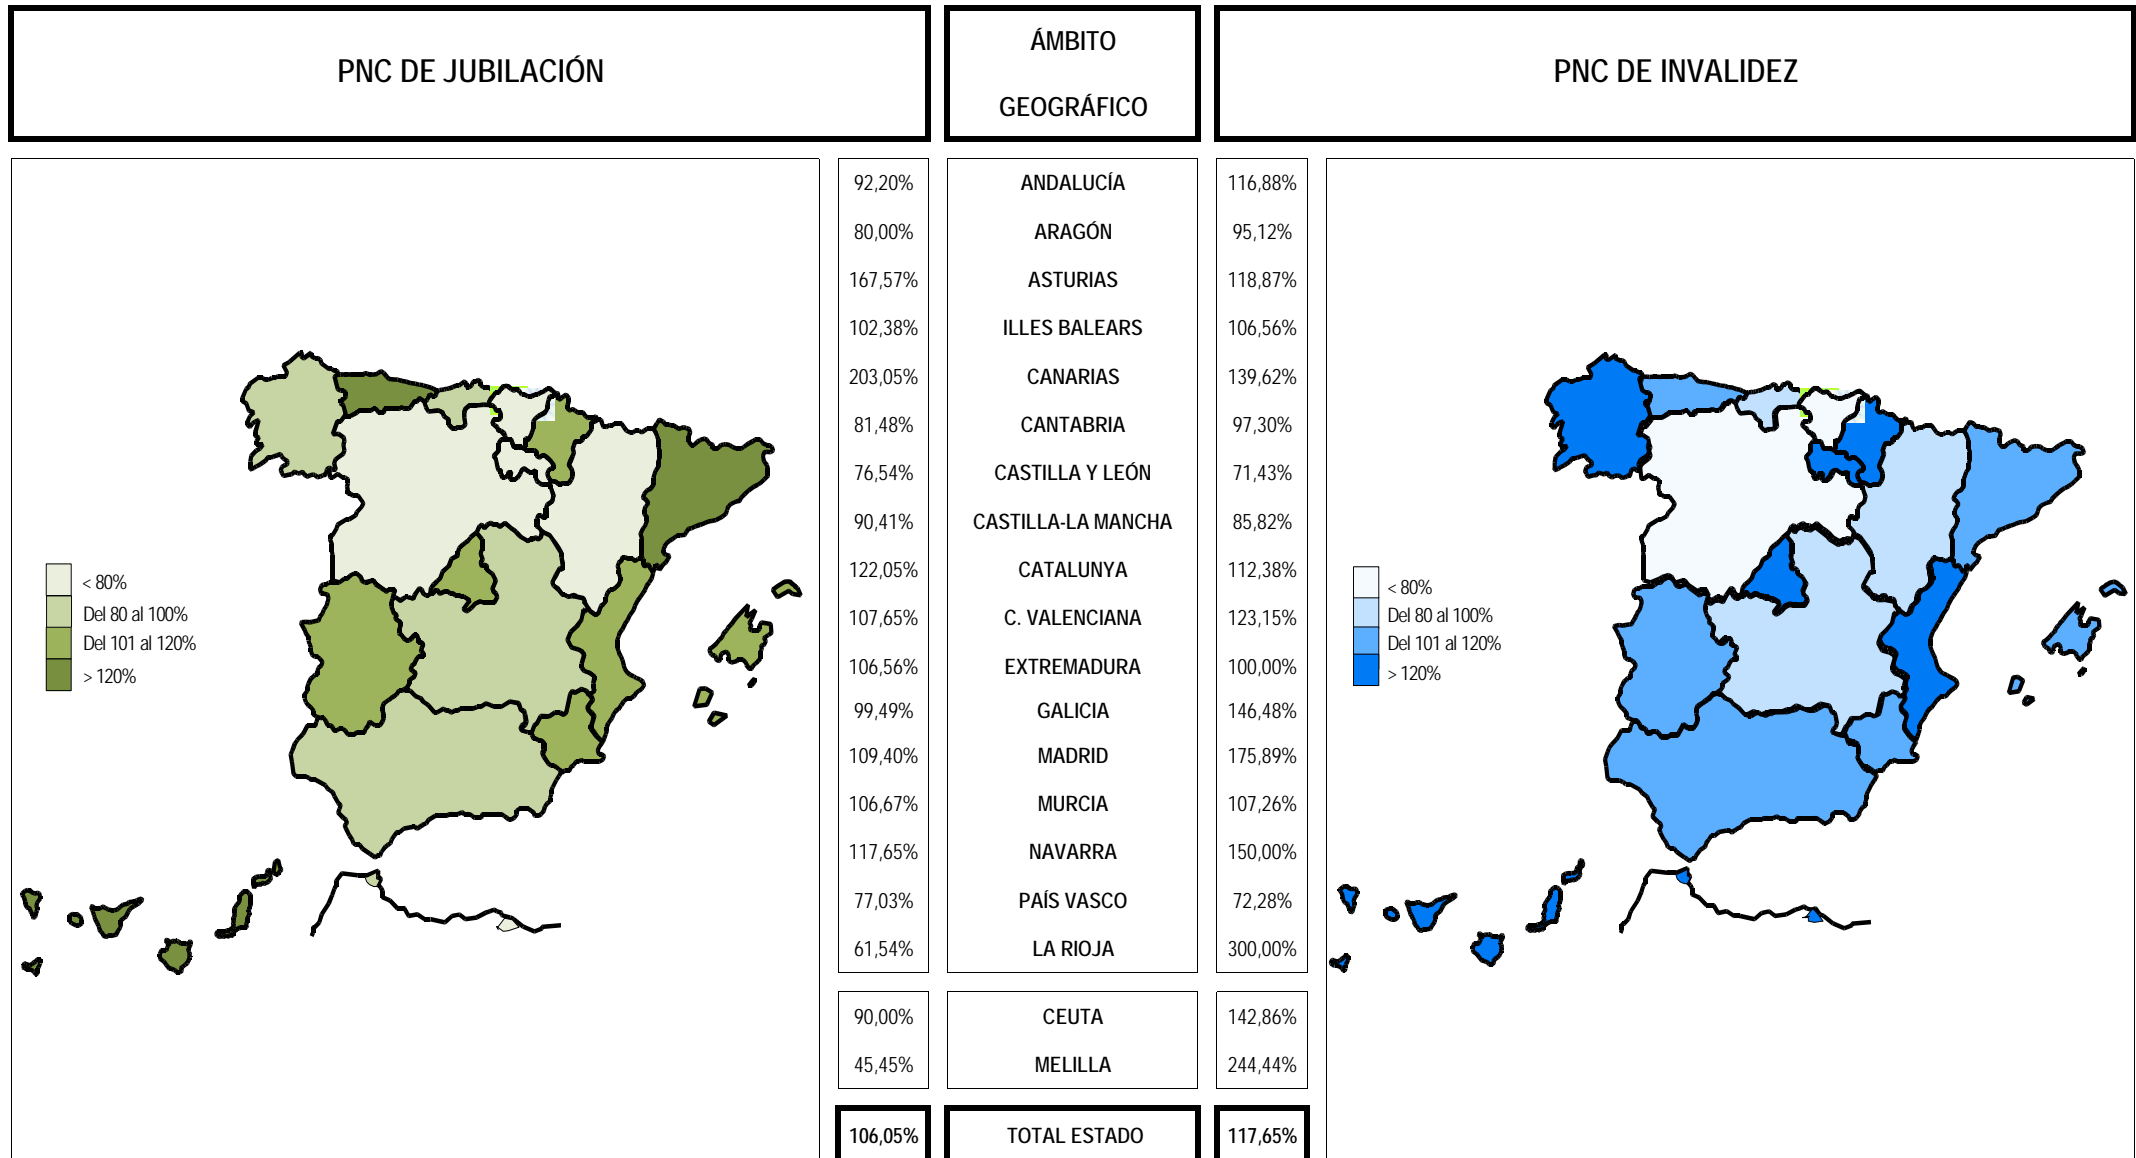 PNC DE JUBILACIÓN
ÁMBITO
GEOGRÁFICO
PNC DE INVALIDEZ
92,20% ANDALUCÍA 116,88%
80,00% ARAGÓN 95,12%
167,57% ASTURIAS 118,87%
102,38% ILLES BALEARS 106,56%
203,05% CANARIAS 139,62%
81,48% CANTABRIA 97,30%
76,54% CASTILLA Y LEÓN 71,43%
90,41% CASTILLA-LA MANCHA 85,82%
122,05% CATALUNYA 112,38%
107,65% C. VALENCIANA 123,15%
106,56% EXTREMADURA 100,00%
99,49% GALICIA 146,48%
109,40% MADRID 175,89%
106,67% MURCIA 107,26%
117,65% NAVARRA 150,00%
77,03% PAÍS VASCO 72,28%
61,54% LA RIOJA 300,00%
90,00% CEUTA 142,86%
45,45% MELILLA 244,44%
106,05% TOTAL ESTADO 117,65%
< 80%
Del 80 al 100%
Del 101 al 120%
> 120%
< 80%
Del 80 al 100%
Del 101 al 120%
> 120%